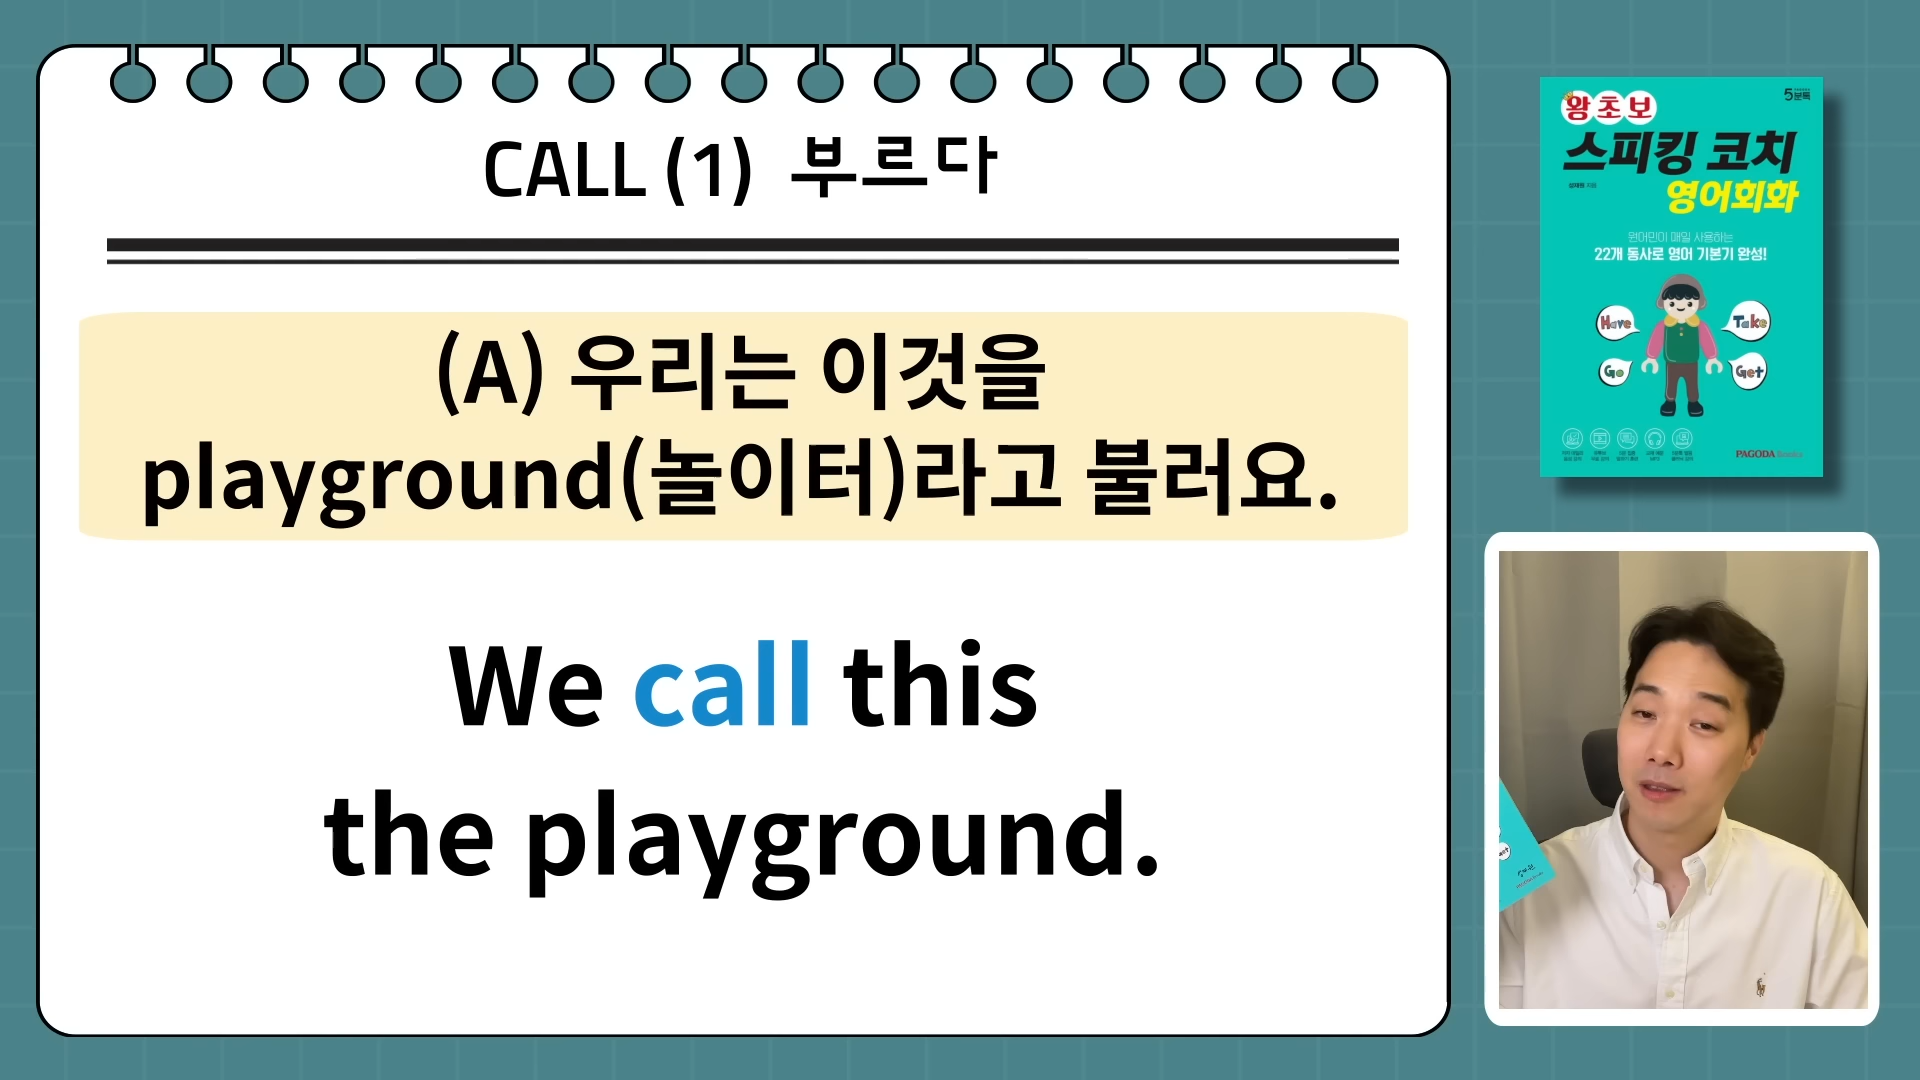 CALL (1) 부르다
(A) 우리는 이것을
playground(놀이터)라고 불러요.
We call this
the playground.
5분톡
왕초보
스피킹 코치
영어회화
원어민이 매일 사용하는
22개 동사로 영어 기본기 완성!
Have
Take
Go
Get
PAGODA Books